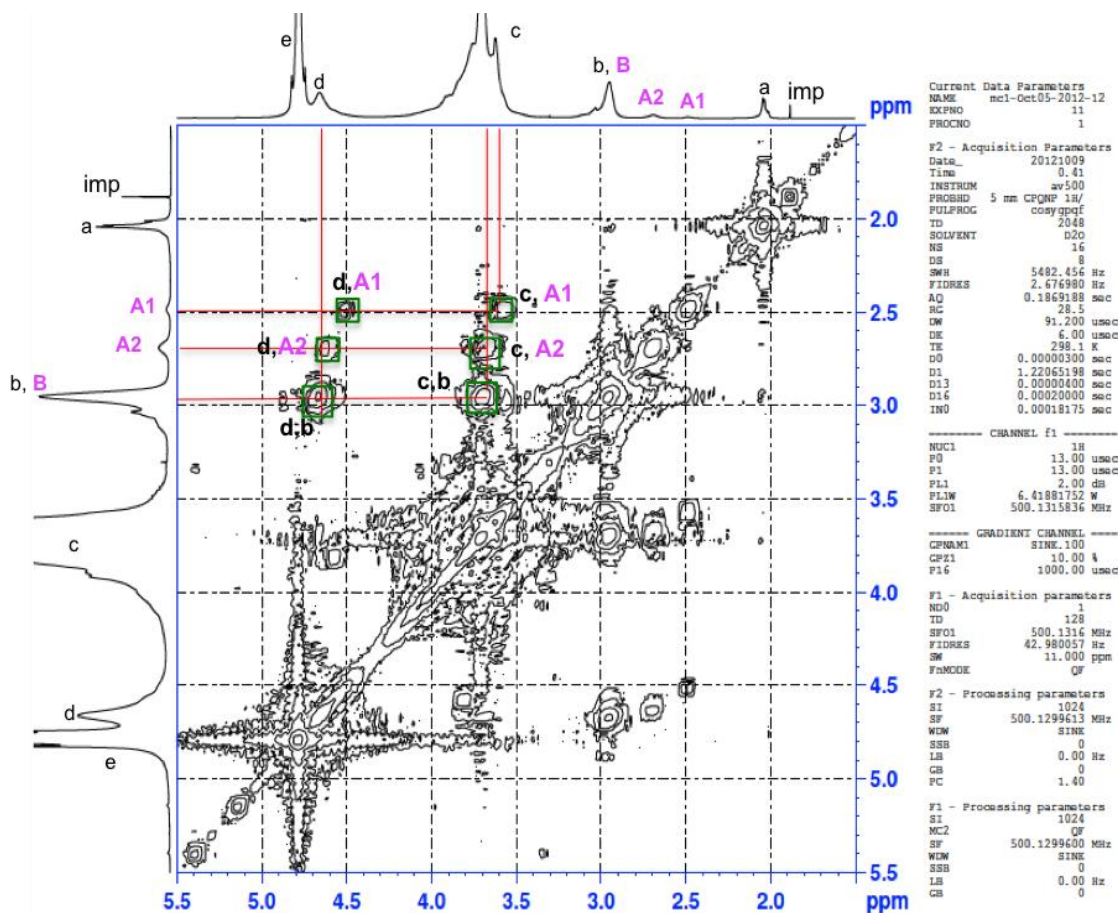 e
d
c
b, B
A2
A1
a
imp
ppm
imp
a
A1
A2
b, B
c
d
e
d,A1
c, A1
d,A2
c, A2
c,b
d,b
2.0
2.5
3.0
3.5
4.0
4.5
5.0
5.5
5.5 5.0 4.5 4.0 3.5 3.0 2.5 2.0 ppm
Current Data Parameters
NAME mc1-Oct05-2012-12
EXPNO 11
PROCNO 1
F2 - Acquisition Parameters
Date_ 20121009
Time 0.41
INSTRUM av500
PROBHD 5 mm CPQNP 1H/
PULPROG cosygpqf
TD 2048
SOLVENT D2O
NS 16
DS 8
SWH 5482.456 Hz
FIDRES 2.676980 Hz
AQ 0.1869188 sec
RG 28.5
DW 91.200 usec
DE 6.00 usec
TE 298.1 K
D0 0.00000300 sec
D1 1.22065198 sec
D13 0.00000400 sec
D16 0.00020000 sec
IN0 0.00018175 sec
======== CHANNEL f1 ========
NUC1 1H
P0 13.00 usec
P1 13.00 usec
PL1 2.00 dB
PL1W 6.41881752 W
SFO1 500.1315836 MHz
====== GRADIENT CHANNEL =====
GPNAM1 SINE.100
GPZ1 10.00 %
P16 1000.00 usec
F1 - Acquisition parameters
ND0 1
TD 128
SFO1 500.1316 MHz
FIDRES 42.980057 Hz
SW 11.000 ppm
FnMODE QF
F2 - Processing parameters
SI 1024
SF 500.1299613 MHz
WDW SINE
SSB 0
LB 0.00 Hz
GB 0
PC 1.40
F1 - Processing parameters
SI 1024
MC2 QF
SF 500.1299600 MHz
WDW SINE
SSB 0
LB 0.00 Hz
GB 0